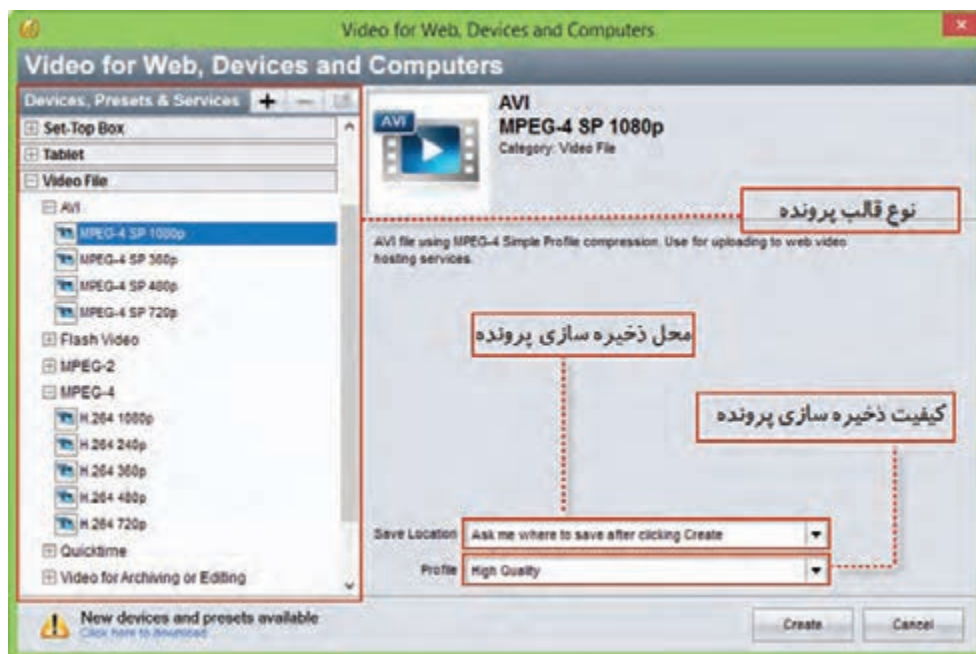 Video for Web, Devices and Computers
Video for Web, Devices and Computers
Devices, Presets & Services
Set-Top Box
Tablet
Video File
AVI
MPEG-4 SP 1080p
MPEG-4 SP 360p
MPEG-4 SP 480p
MPEG-4 SP 720p
Flash Video
MPEG-2
MPEG-4
H.264 1080p
H.264 240p
H.264 360p
H.264 480p
H.264 720p
Quicktime
Video for Archiving or Editing
AVI
AVI
MPEG-4 SP 1080p
Category: Video File
نوع قالب پرونده
AVI file using MPEG-4 Simple Profile compression. Use for uploading to web video
hosting services.
محل ذخیره سازی پرونده
کیفیت ذخیره سازی پرونده
Save Location Ask me where to save after clicking Create
Profile High Quality
New devices and presets available
Click here to download
Create Cancel